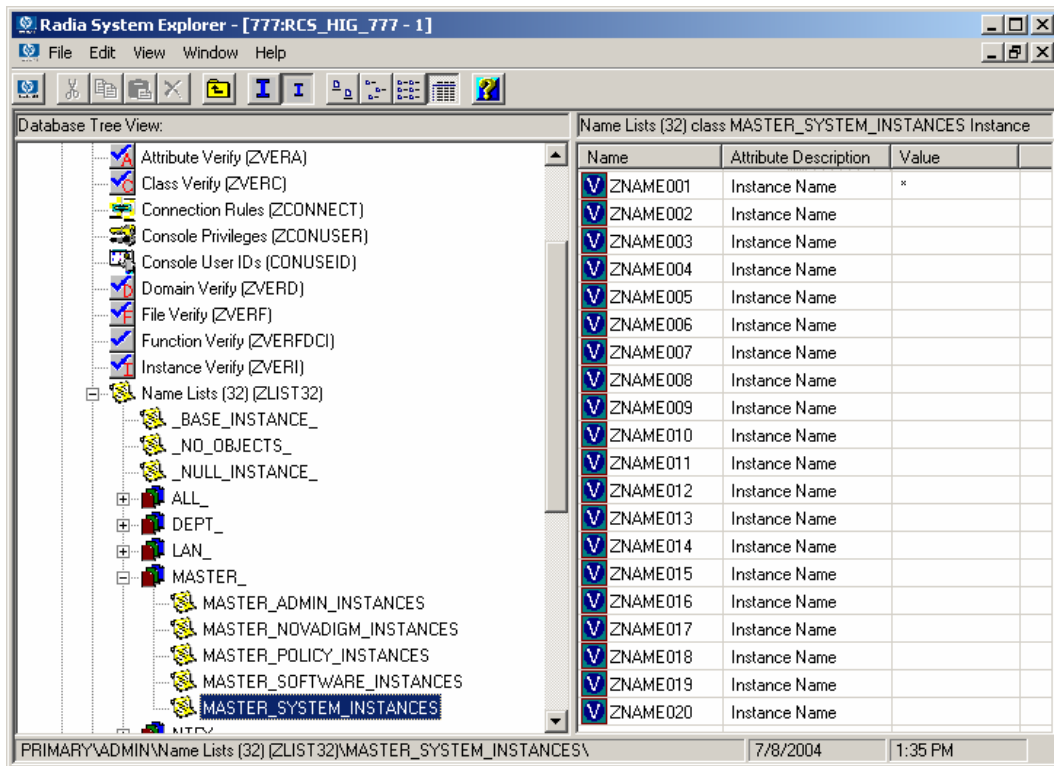 Radia System Explorer - [777:RCS_HIG_777 - 1]
File Edit View Window Help
Database Tree View:
Attribute Verify (ZVERA)
Class Verify (ZVERC)
Connection Rules (ZCONNECT)
Console Privileges (ZCONUSER)
Console User IDs (CONUSEID)
Domain Verify (ZVERD)
File Verify (ZVERF)
Function Verify (ZVERFDCI)
Instance Verify (ZVERI)
Name Lists (32) (ZLIST32)
_BASE_INSTANCE_
_NO_OBJECTS_
_NULL_INSTANCE_
ALL_
DEPT_
LAN_
MASTER_
MASTER_ADMIN_INSTANCES
MASTER_NOVADIGM_INSTANCES
MASTER_POLICY_INSTANCES
MASTER_SOFTWARE_INSTANCES
MASTER_SYSTEM_INSTANCES
Name Lists (32) class MASTER_SYSTEM_INSTANCES Instance
Name Attribute Description Value
ZNAME001 Instance Name *
ZNAME002 Instance Name
ZNAME003 Instance Name
ZNAME004 Instance Name
ZNAME005 Instance Name
ZNAME006 Instance Name
ZNAME007 Instance Name
ZNAME008 Instance Name
ZNAME009 Instance Name
ZNAME010 Instance Name
ZNAME011 Instance Name
ZNAME012 Instance Name
ZNAME013 Instance Name
ZNAME014 Instance Name
ZNAME015 Instance Name
ZNAME016 Instance Name
ZNAME017 Instance Name
ZNAME018 Instance Name
ZNAME019 Instance Name
ZNAME020 Instance Name
PRIMARY\ADMIN\Name Lists (32) (ZLIST32)\MASTER_SYSTEM_INSTANCES\ 7/8/2004 1:35 PM